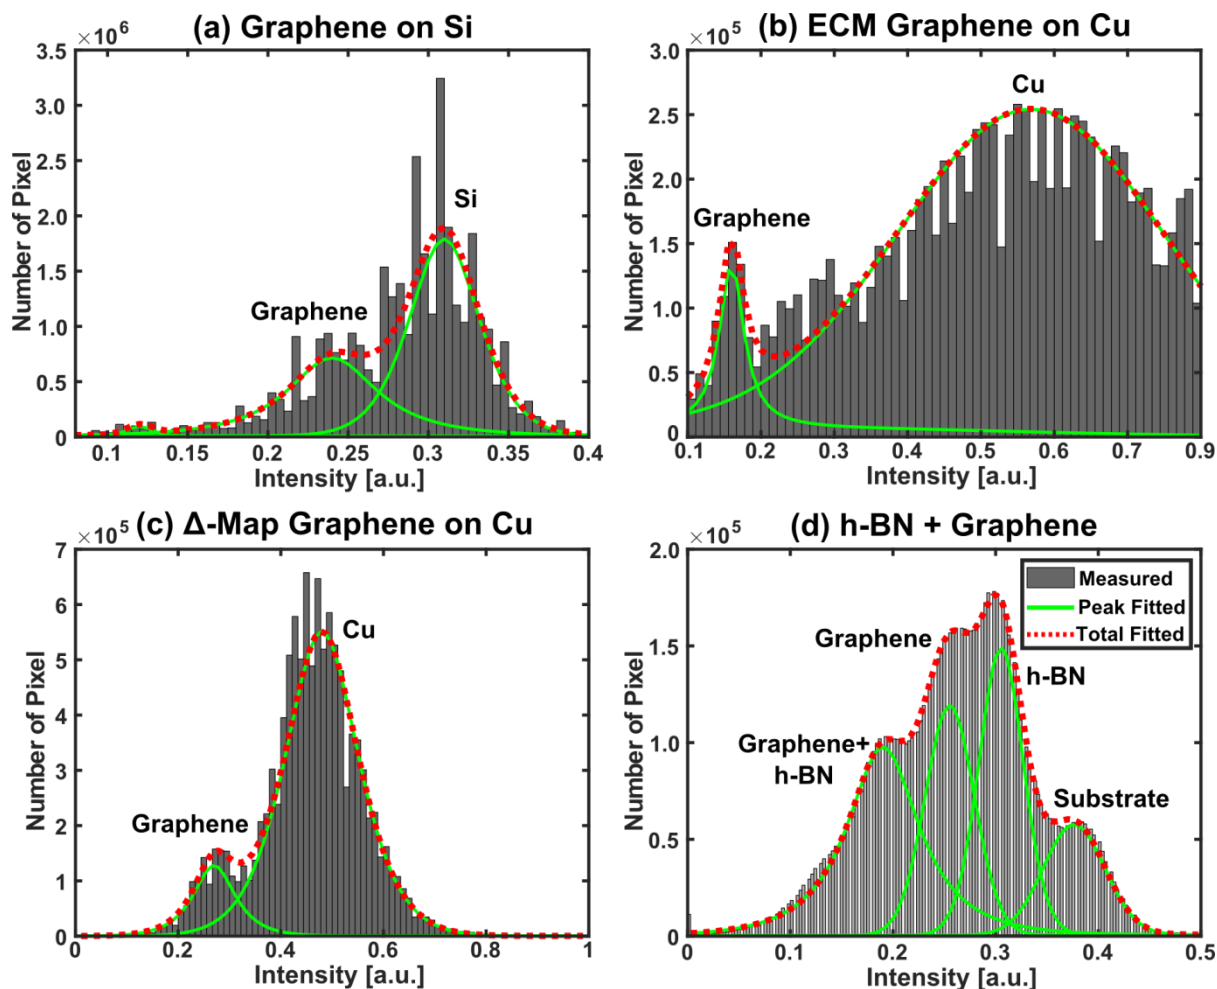 (a) Graphene on Si
×10^6
3.5
3.0
2.5
2.0
1.5
1.0
0.5
0
Number of Pixel
Graphene
Si
0.1 0.15 0.2 0.25 0.3 0.35 0.4
Intensity [a.u.]
(b) ECM Graphene on Cu
×10^5
3.0
2.5
2.0
1.5
1.0
0.5
0
Number of Pixel
Cu
Graphene
0.1 0.2 0.3 0.4 0.5 0.6 0.7 0.8 0.9
Intensity [a.u.]
(c) Δ-Map Graphene on Cu
×10^5
7
6
5
4
3
2
1
0
Number of Pixel
Cu
Graphene
0 0.2 0.4 0.6 0.8 1
Intensity [a.u.]
(d) h-BN + Graphene
×10^5
2.0
1.5
1.0
0.5
0
Number of Pixel
Measured
Peak Fitted
Total Fitted
Graphene
h-BN
Graphene+
h-BN
Substrate
0 0.1 0.2 0.3 0.4 0.5
Intensity [a.u.]